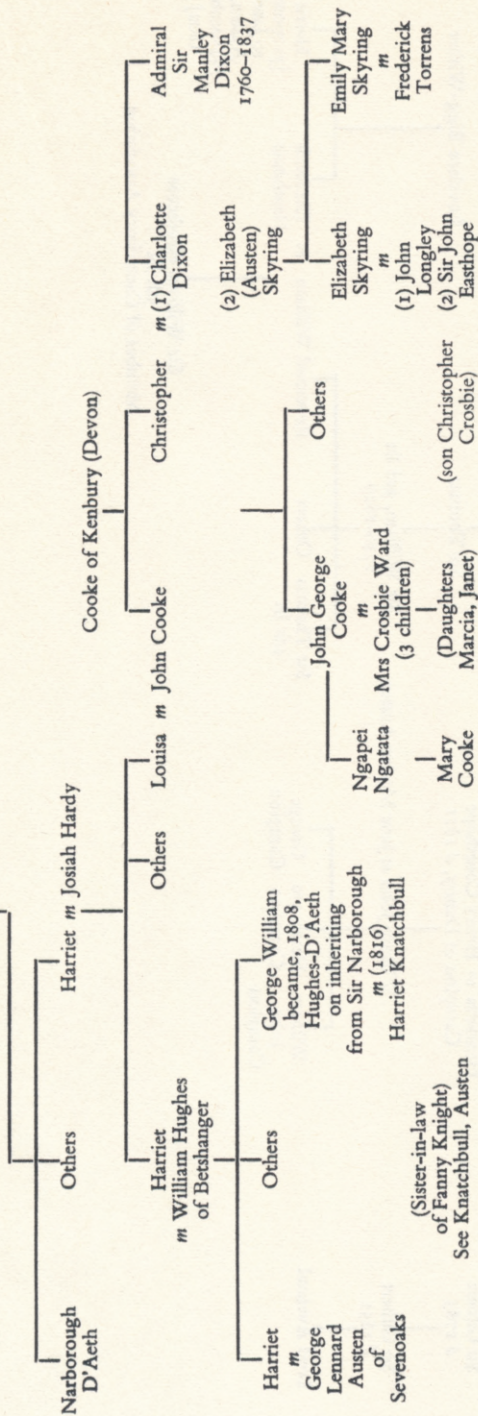 Narborough
D'Aeth
Others
Harriet m Josiah Hardy
Cooke of Kenbury (Devon)
Harriet
m William Hughes
of Betshanger
Others
Louisa m John Cooke
Christopher
m (1) Charlotte
Dixon
(2) Elizabeth
(Austen)
Skyring
Admiral
Sir
Manley
Dixon
1760–1837
Harriet
m
George
Lennard
Austen
of
Sevenoaks
Others
George William
became, 1808,
Hughes-D'Aeth
on inheriting
from Sir Narborough
m (1816)
Harriet Knatchbull
(Sister-in-law
of Fanny Knight)
See Knatchbull, Austen
Ngapei
Ngatata
Mary
Cooke
John George
Cooke
m
Mrs Crosbie Ward
(3 children)
(Daughters
Marcia, Janet)
Others
(son Christopher
Crosbie)
Elizabeth
Skyring
m
(1) John
Longley
(2) Sir John
Easthope
Emily Mary
Skyring
m
Frederick
Torrens